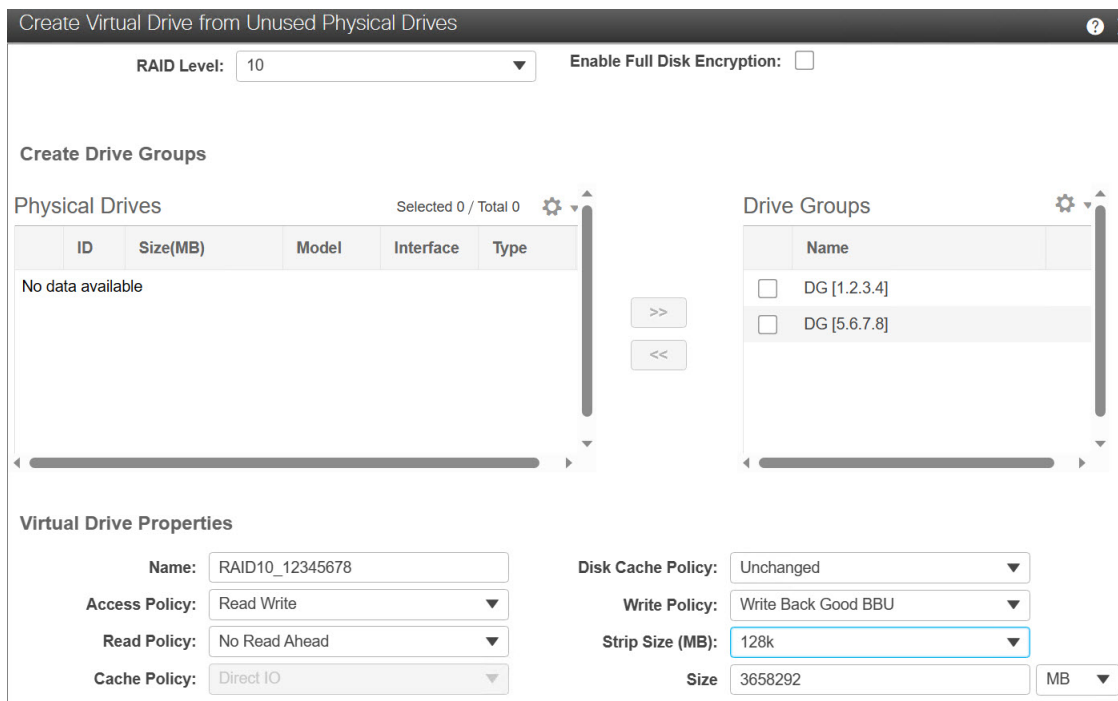 Create Virtual Drive from Unused Physical Drives ?
RAID Level: 10 Enable Full Disk Encryption:
Create Drive Groups
Physical Drives Selected 0 / Total 0 Drive Groups
ID Size(MB) Model Interface Type Name
No data available DG [1.2.3.4]
>> DG [5.6.7.8]
<<
Virtual Drive Properties
Name: RAID10_12345678 Disk Cache Policy: Unchanged
Access Policy: Read Write Write Policy: Write Back Good BBU
Read Policy: No Read Ahead Strip Size (MB): 128k
Cache Policy: Direct IO Size 3658292 MB